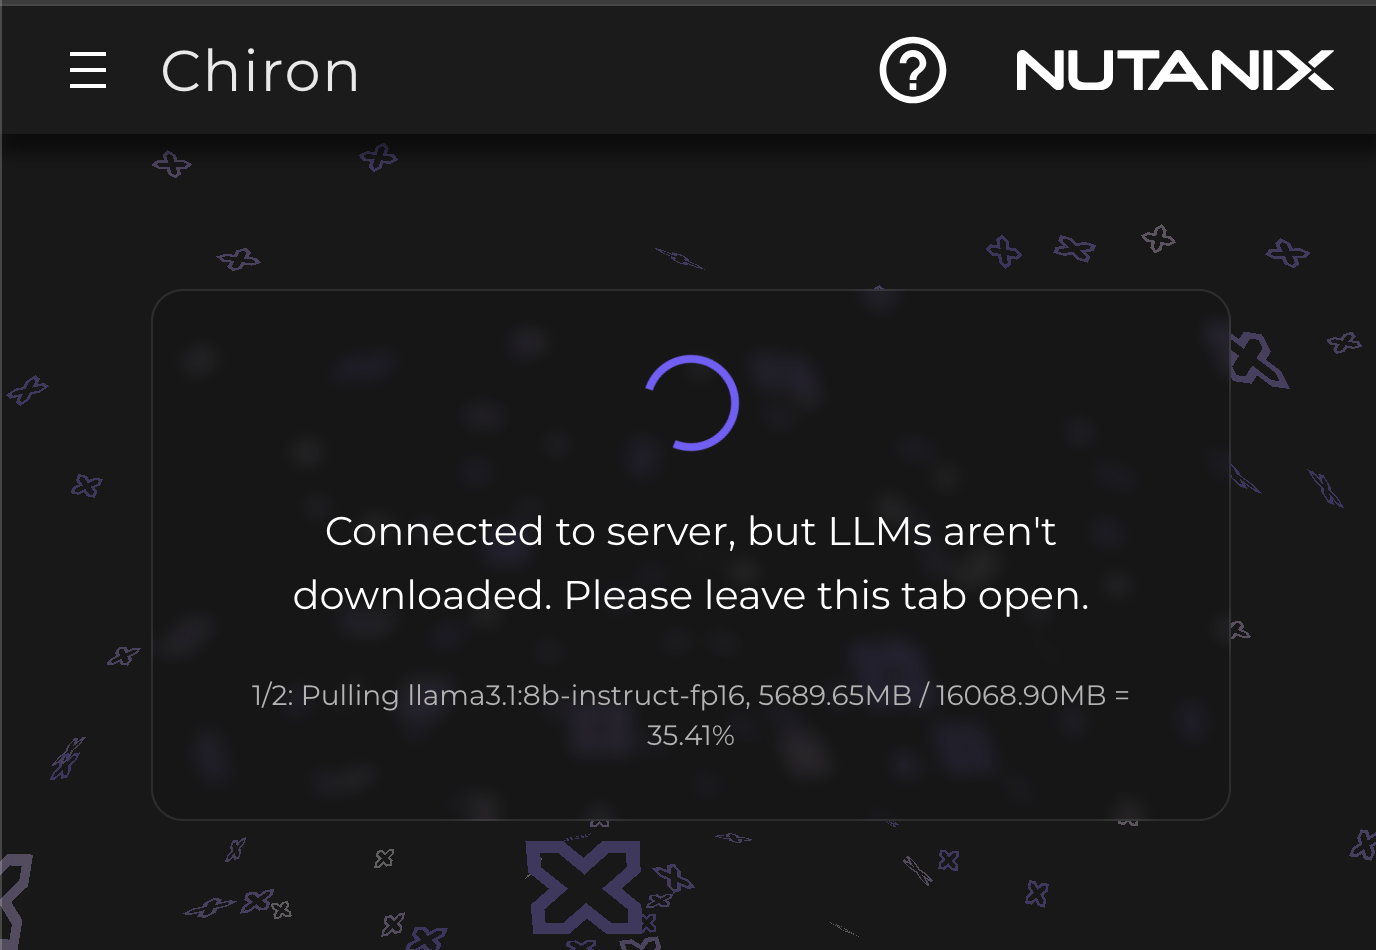 Chiron
NUTANIX
Connected to server, but LLMs aren't
downloaded. Please leave this tab open.
1/2: Pulling llama3.1:8b-instruct-fp16, 5689.65MB / 16068.90MB =
35.41%